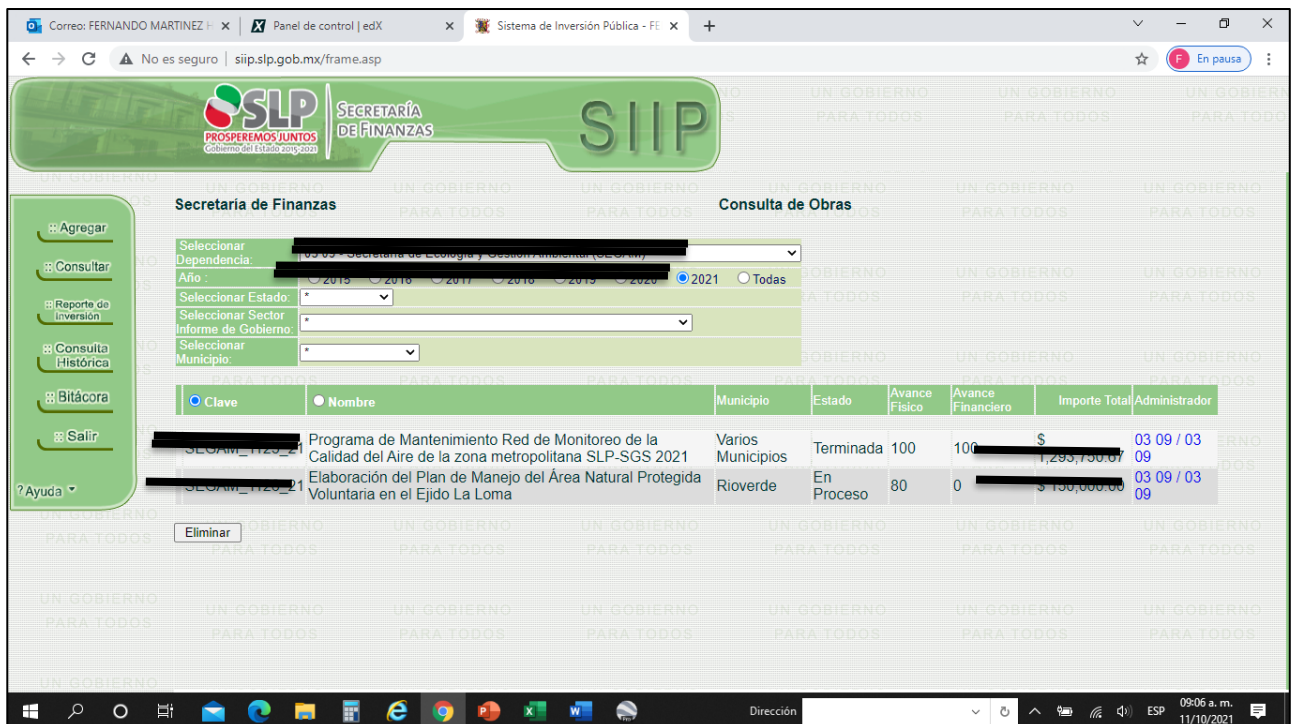 Correo: FERNANDO MARTINEZ H
Panel de control | edX
Sistema de Inversión Pública - FE
No es seguro | siip.slp.gob.mx/frame.asp
F En pausa
SLP
PROSPEREMOS JUNTOS
Gobierno del Estado 2015-2021
SECRETARÍA
DE FINANZAS
SIIP
:: Agregar
:: Consultar
:: Reporte de
Inversión
:: Consulta
Histórica
:: Bitácora
:: Salir
? Ayuda
Secretaría de Finanzas
Consulta de Obras
Seleccionar
Dependencia:
Año :
2021 Todas
Seleccionar Estado: *
Seleccionar Sector
Informe de Gobierno: *
Seleccionar
Municipio: *
Clave Nombre Municipio Estado Avance Fisico Avance Financiero Importe Total Administrador
Programa de Mantenimiento Red de Monitoreo de la
Calidad del Aire de la zona metropolitana SLP-SGS 2021
Varios
Municipios
Terminada 100 100 $
03 09 / 03
09
Elaboración del Plan de Manejo del Área Natural Protegida
Voluntaria en el Ejido La Loma
Rioverde
En
Proceso
80 0
03 09 / 03
09
Eliminar
UN GOBIERNO
PARA TODOS
Dirección
ESP
09:06 a. m.
11/10/2021